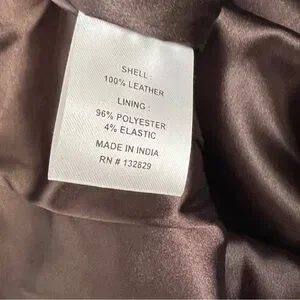 SHELL :
100% LEATHER
LINING :
96% POLYESTER
4% ELASTIC
MADE IN INDIA
RN # 132829